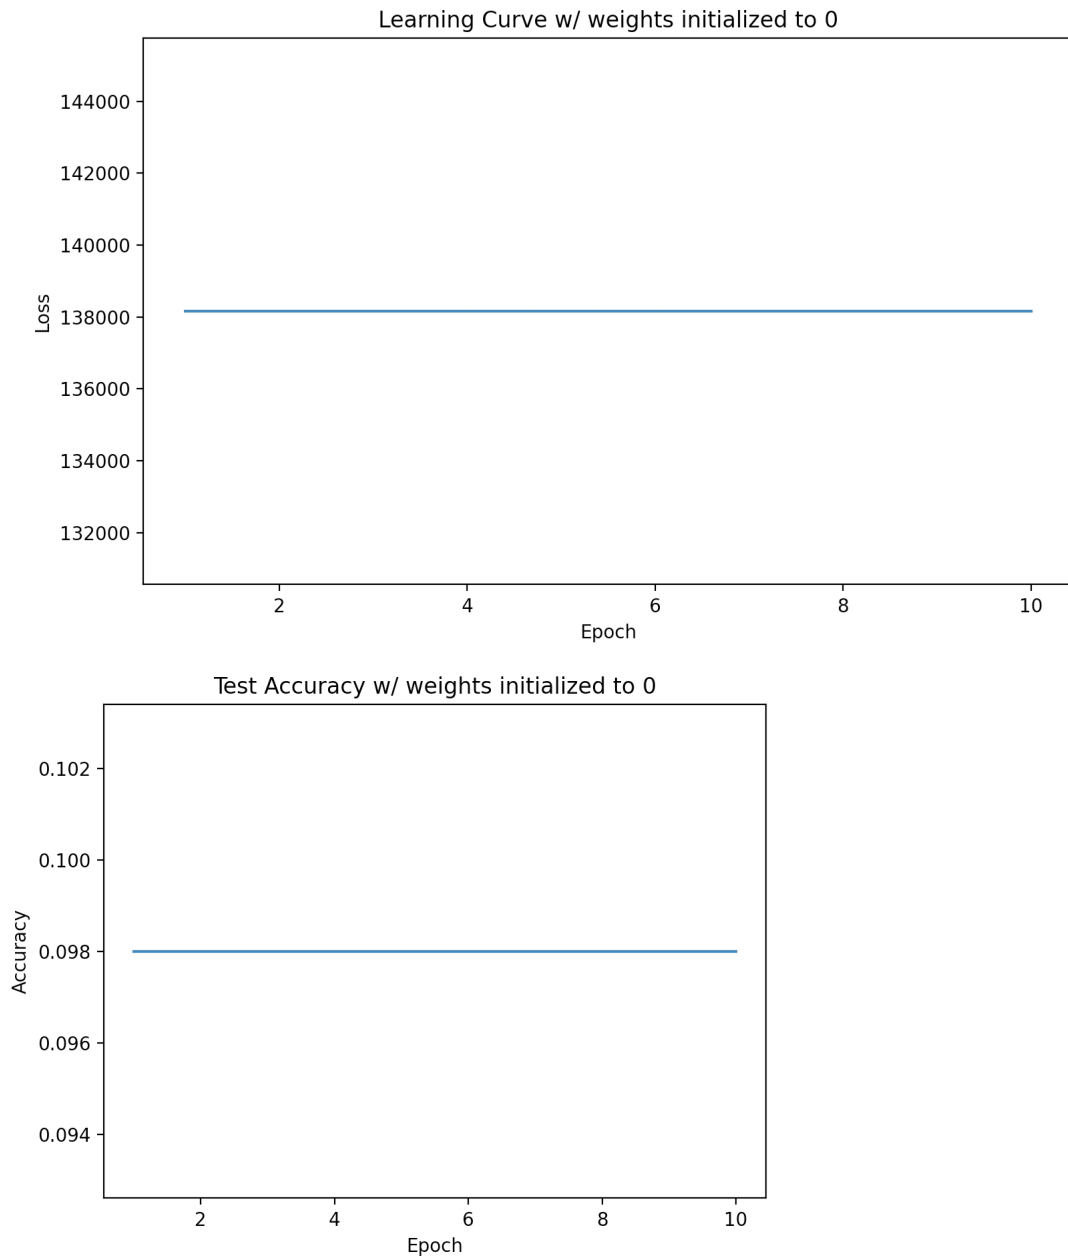 Learning Curve w/ weights initialized to 0
144000
142000
140000
138000
136000
134000
132000
Loss
2 4 6 8 10
Epoch
Test Accuracy w/ weights initialized to 0
0.102
0.100
0.098
0.096
0.094
Accuracy
2 4 6 8 10
Epoch